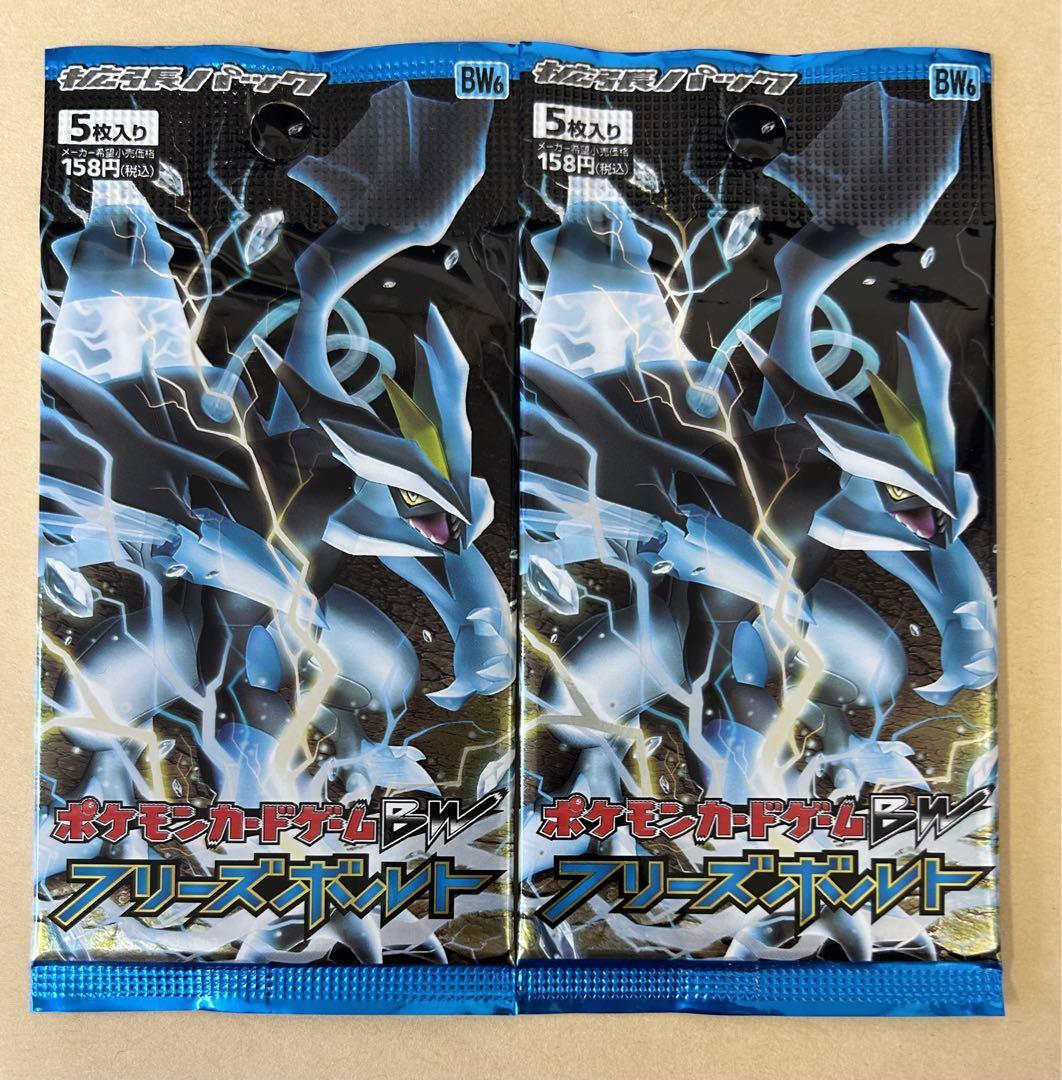 拡張パック
BW6
5枚入り
メーカー希望小売価格
158円(税込)
ポケモンカードゲームBW
フリーズボルト
拡張パック
BW6
5枚入り
メーカー希望小売価格
158円(税込)
ポケモンカードゲームBW
フリーズボルト